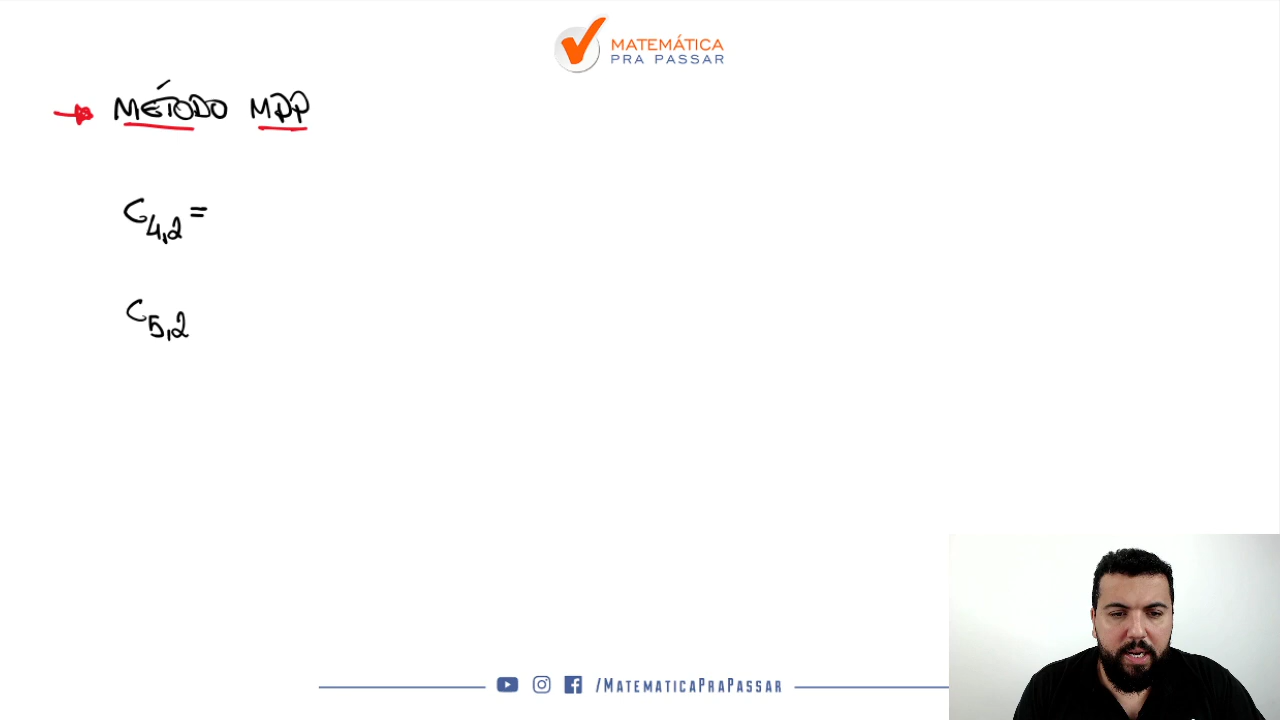 MATEMÁTICA
PRA PASSAR
MÉTODO MPP
C4,2 =
C5,2
/MATEMATICAPRAPASSAR